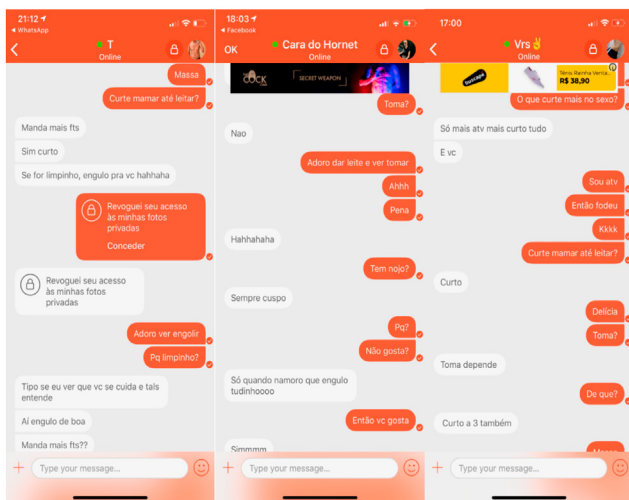 21:12
WhatsApp
T
Online
Massa
Curte mamar até leitar?
Manda mais fts
Sim curto
Se for limpinho, engulo pra vc hahhaha
Revoguei seu acesso
às minhas fotos
privadas
Conceder
Revoguei seu acesso
às minhas fotos
privadas
Adoro ver engolir
Pq limpinho?
Tipo se eu ver que vc se cuida e tals
entende
Aí engulo de boa
Manda mais fts??
Type your message...
18:03
Facebook
OK
Cara do Hornet
Online
COCK
SECRET WEAPON
Toma?
Nao
Adoro dar leite e ver tomar
Ahhh
Pena
Hahhahaha
Tem nojo?
Sempre cuspo
Pq?
Não gosta?
Só quando namoro que engulo
tudinhoooo
Então vc gosta
Simmmm
Type your message...
17:00
Vrs✌
Online
buscapé
Tênis Rainha Venta...
R$ 38,90
O que curte mais no sexo?
Só mais atv mais curto tudo
E vc
Sou atv
Então fodeu
Kkkk
Curte mamar até leitar?
Curto
Delícia
Toma?
Toma depende
De que?
Curto a 3 também
Massa
Type your message...